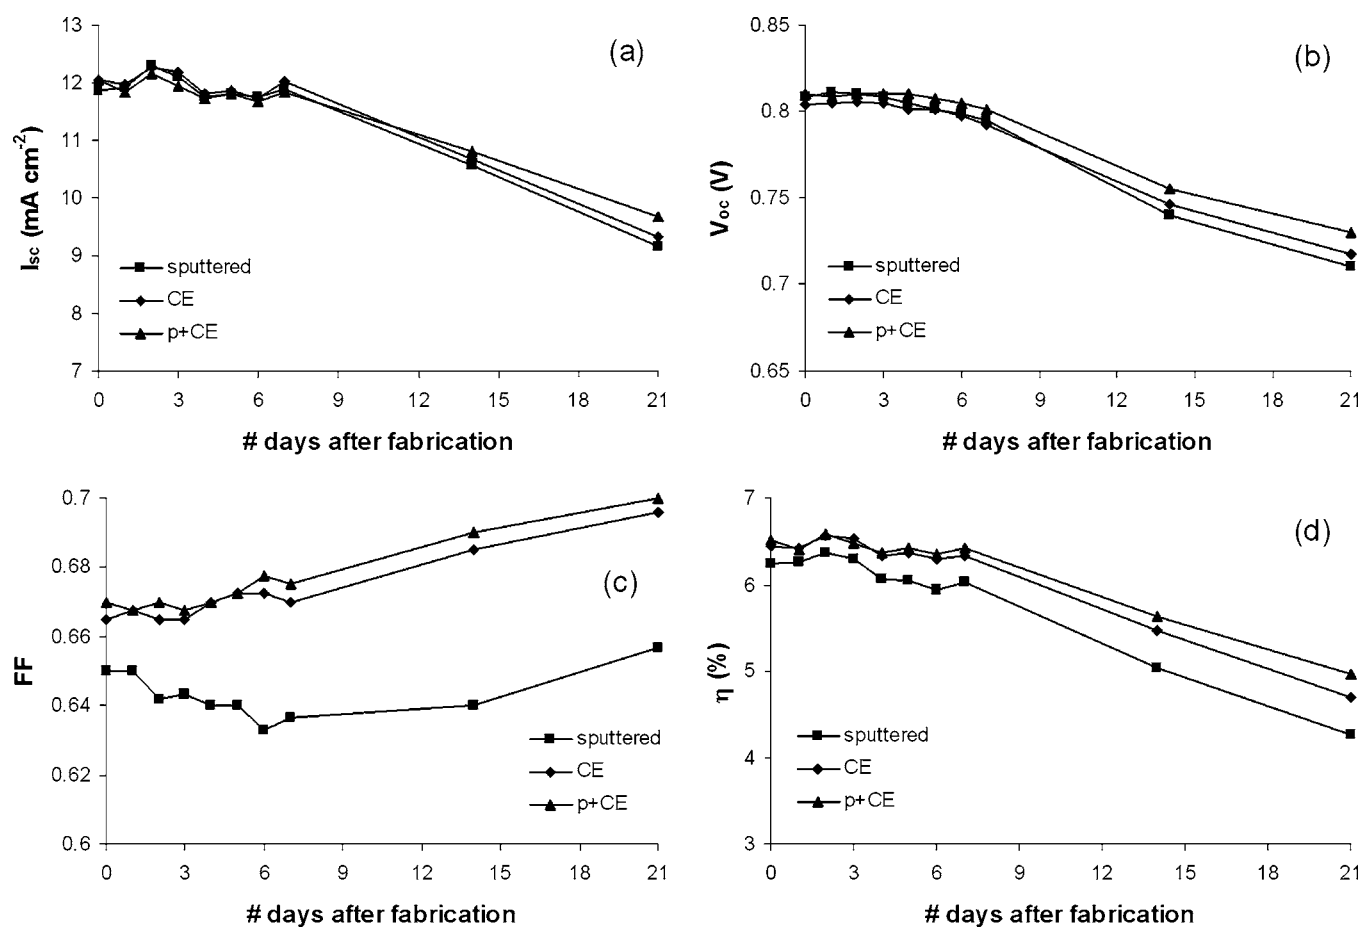 13
12
11
10
9
8
7
Iₛc (mA cm⁻²)
(a)
sputtered
CE
p+CE
0 3 6 9 12 15 18 21
# days after fabrication
0.85
0.8
0.75
0.7
0.65
Voc (V)
(b)
sputtered
CE
p+CE
0 3 6 9 12 15 18 21
# days after fabrication
0.7
0.68
0.66
0.64
0.62
0.6
FF
(c)
sputtered
CE
p+CE
0 3 6 9 12 15 18 21
# days after fabrication
7
6
5
4
3
η (%)
(d)
sputtered
CE
p+CE
0 3 6 9 12 15 18 21
# days after fabrication